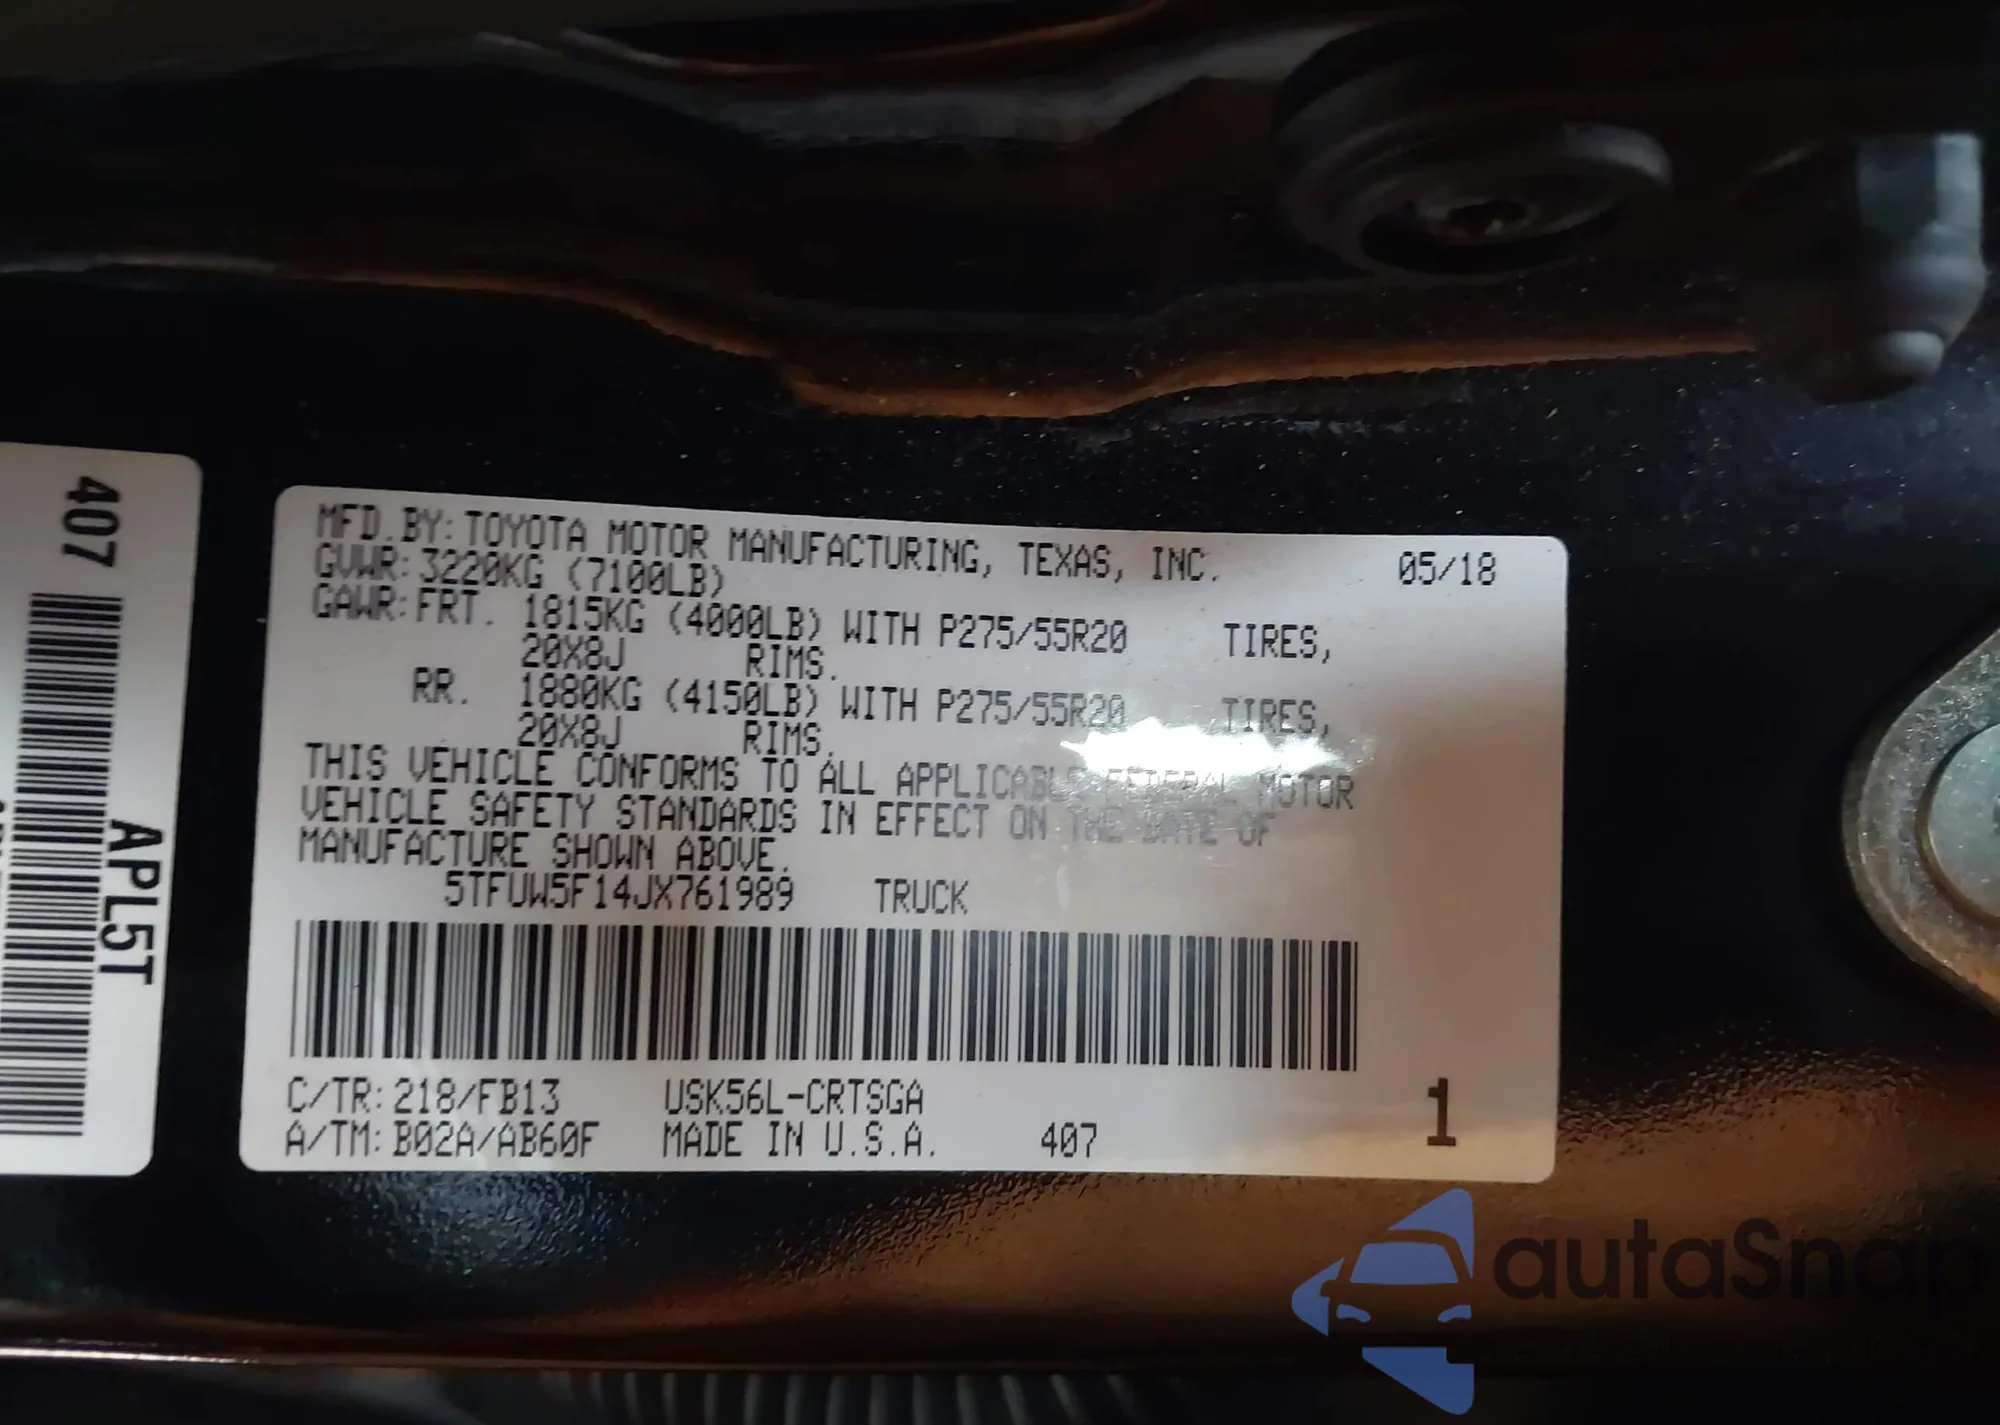 407
APL5T
MFD.BY: TOYOTA MOTOR MANUFACTURING, TEXAS, INC. 05/18
GVWR: 3220KG (7100LB)
GAWR: FRT. 1815KG (4000LB) WITH P275/55R20 TIRES,
20X8J RIMS.
RR. 1880KG (4150LB) WITH P275/55R20 TIRES,
20X8J RIMS.
THIS VEHICLE CONFORMS TO ALL APPLICABLE FEDERAL MOTOR
VEHICLE SAFETY STANDARDS IN EFFECT ON THE DATE OF
MANUFACTURE SHOWN ABOVE.
5TFUW5F14JX761989 TRUCK
C/TR: 218/FB13 USK56L-CRTSGA
A/TM: B02A/AB60F MADE IN U.S.A. 407 1
autaSnap